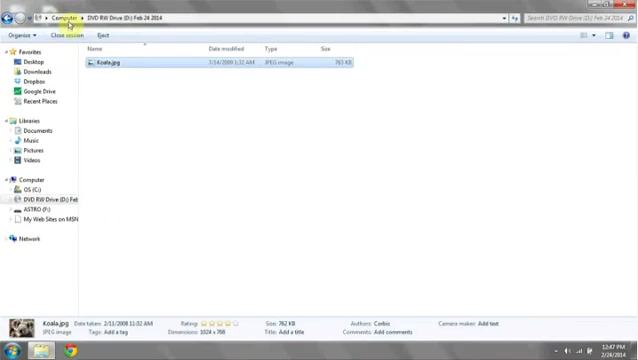 Computer ▸ DVD RW Drive (D:) Feb 24 2014
Search DVD RW Drive (D:) Feb 24 2014
Organize
Close session
Eject
Name Date modified Type Size
Koala.jpg 7/14/2009 1:32 AM JPEG image 763 KB
Favorites
Desktop
Downloads
Dropbox
Google Drive
Recent Places
Libraries
Documents
Music
Pictures
Videos
Computer
OS (C:)
DVD RW Drive (D:) Feb
ASTRO (F:)
My Web Sites on MSN
Network
Koala.jpg Date taken: 2/11/2008 11:32 AM Rating: Size: 762 KB Authors: Corbis Camera maker: Add text
JPEG image Tags: Add a tag Dimensions: 1024 x 768 Title: Add a title Comments: Add comments
12:47 PM
2/24/2014